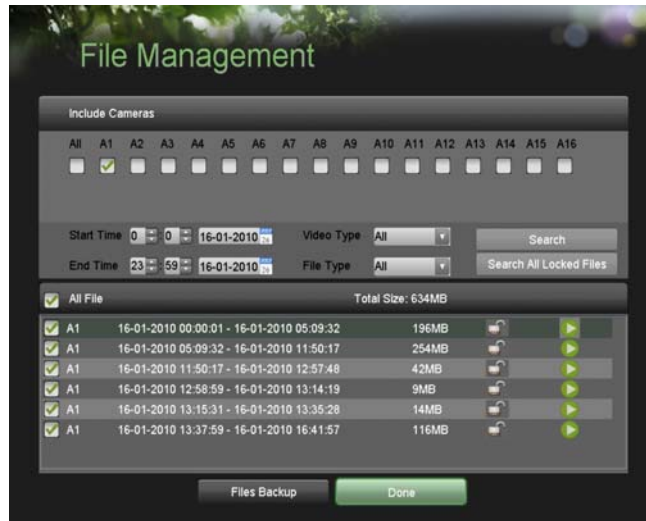 File Management
Include Cameras
All A1 A2 A3 A4 A5 A6 A7 A8 A9 A10 A11 A12 A13 A14 A15 A16
Start Time 0 : 0 16-01-2010 Video Type All Search
End Time 23 : 59 16-01-2010 File Type All Search All Locked Files
All File Total Size: 634MB
A1 16-01-2010 00:00:01 - 16-01-2010 05:09:32 196MB
A1 16-01-2010 05:09:32 - 16-01-2010 11:50:17 254MB
A1 16-01-2010 11:50:17 - 16-01-2010 12:57:48 42MB
A1 16-01-2010 12:58:59 - 16-01-2010 13:14:19 9MB
A1 16-01-2010 13:15:31 - 16-01-2010 13:35:28 14MB
A1 16-01-2010 13:37:59 - 16-01-2010 16:41:57 116MB
Files Backup Done